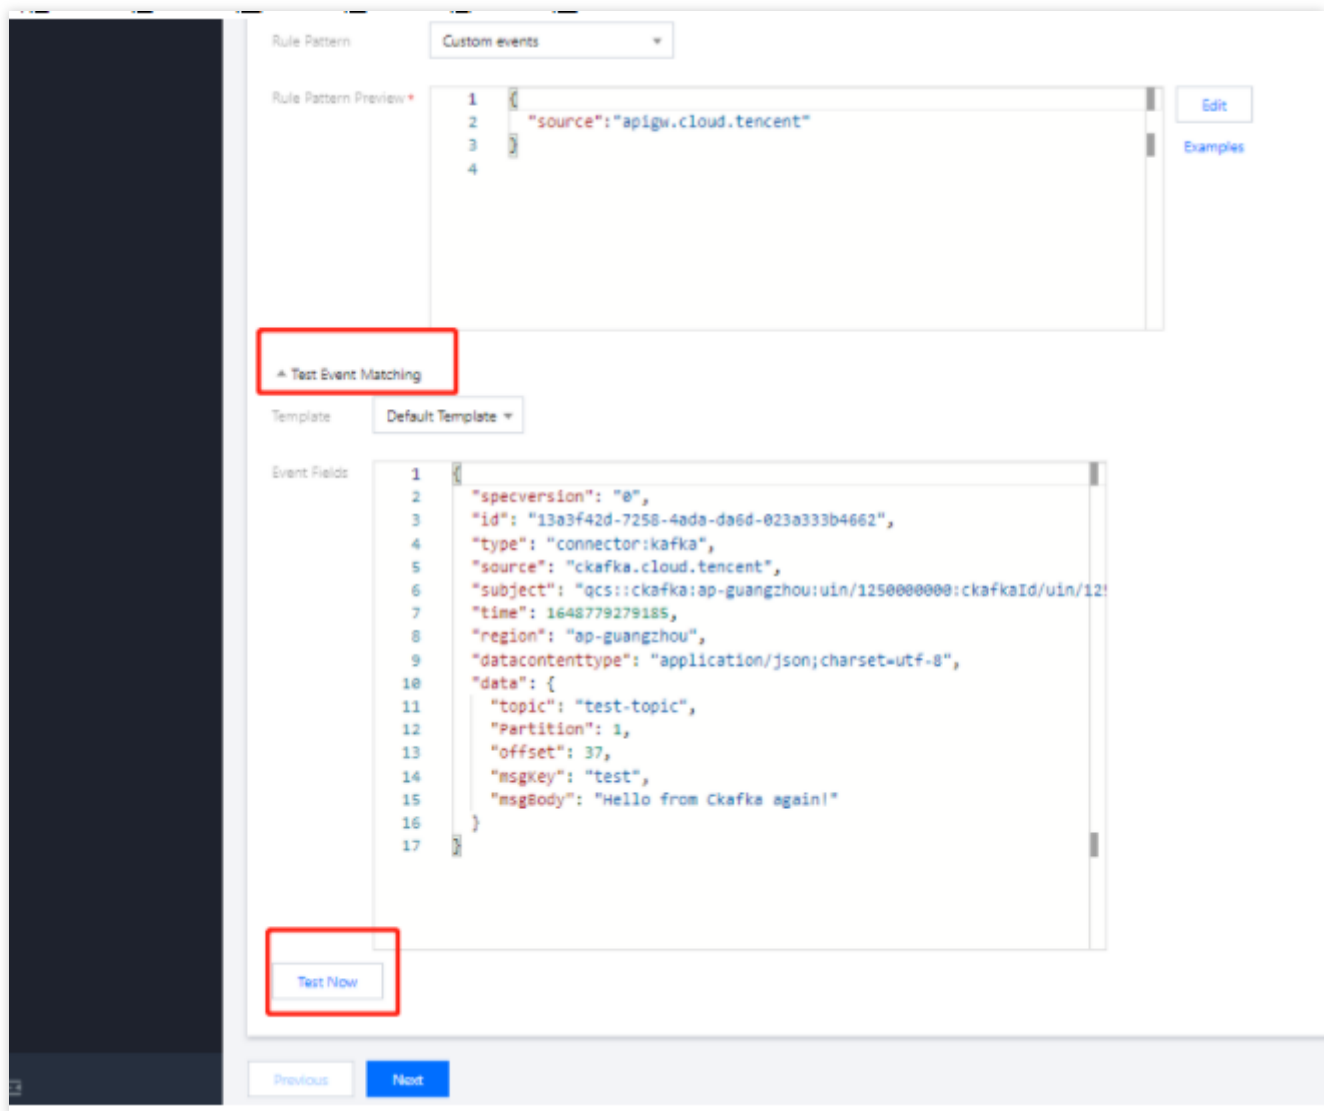 Rule Pattern
Custom events
Rule Pattern Preview*
1 {
2 "source":"apigw.cloud.tencent"
3 }
4
Edit
Examples
Test Event Matching
Template
Default Template
Event Fields
1 {
2 "specversion": "0",
3 "id": "13a3f42d-7258-4ada-da6d-023a333b4662",
4 "type": "connector:kafka",
5 "source": "ckafka.cloud.tencent",
6 "subject": "qcs::ckafka:ap-guangzhou:uin/1250000000:ckafkaId/uin/12
7 "time": 1648779279185,
8 "region": "ap-guangzhou",
9 "datacontenttype": "application/json;charset=utf-8",
10 "data": {
11 "topic": "test-topic",
12 "Partition": 1,
13 "offset": 37,
14 "msgKey": "test",
15 "msgBody": "Hello from Ckafka again!"
16 }
17 }
Test Now
Previous
Next